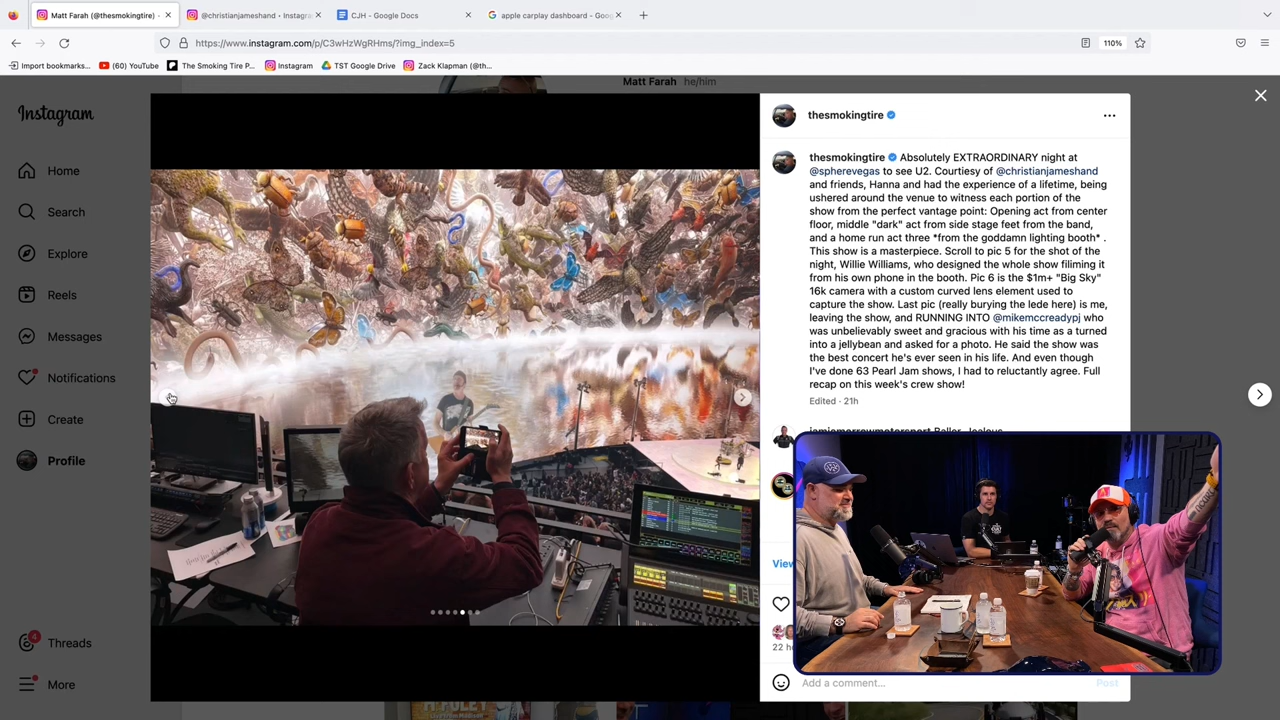 Matt Farah (@thesmokingtire) ·
@christianjameshand • Instagra
CJH - Google Docs
apple carplay dashboard - Goog
https://www.instagram.com/p/C3wHzWgRHms/?img_index=5
110%
Import bookmarks...
(60) YouTube
The Smoking Tire P...
Instagram
TST Google Drive
Zack Klapman (@th...
Matt Farah he/him
Instagram
Home
Search
Explore
Reels
Messages
Notifications
Create
Profile
4
Threads
More
thesmokingtire
thesmokingtire Absolutely EXTRAORDINARY night at
@spherevegas to see U2. Courtesy of @christianjameshand
and friends, Hanna and had the experience of a lifetime, being
ushered around the venue to witness each portion of the
show from the perfect vantage point: Opening act from center
floor, middle "dark" act from side stage feet from the band,
and a home run act three *from the goddamn lighting booth* .
This show is a masterpiece. Scroll to pic 5 for the shot of the
night, Willie Williams, who designed the whole show filiming it
from his own phone in the booth. Pic 6 is the $1m+ "Big Sky"
16k camera with a custom curved lens element used to
capture the show. Last pic (really burying the lede here) is me,
leaving the show, and RUNNING INTO @mikemccreadypj who
was unbelievably sweet and gracious with his time as a turned
into a jellybean and asked for a photo. He said the show was
the best concert he's ever seen in his life. And even though
I've done 63 Pearl Jam shows, I had to reluctantly agree. Full
recap on this week's crew show!
Edited · 21h
jamiemorrowmotorsport Baller. Jealous
View
22 h
Add a comment...
Post